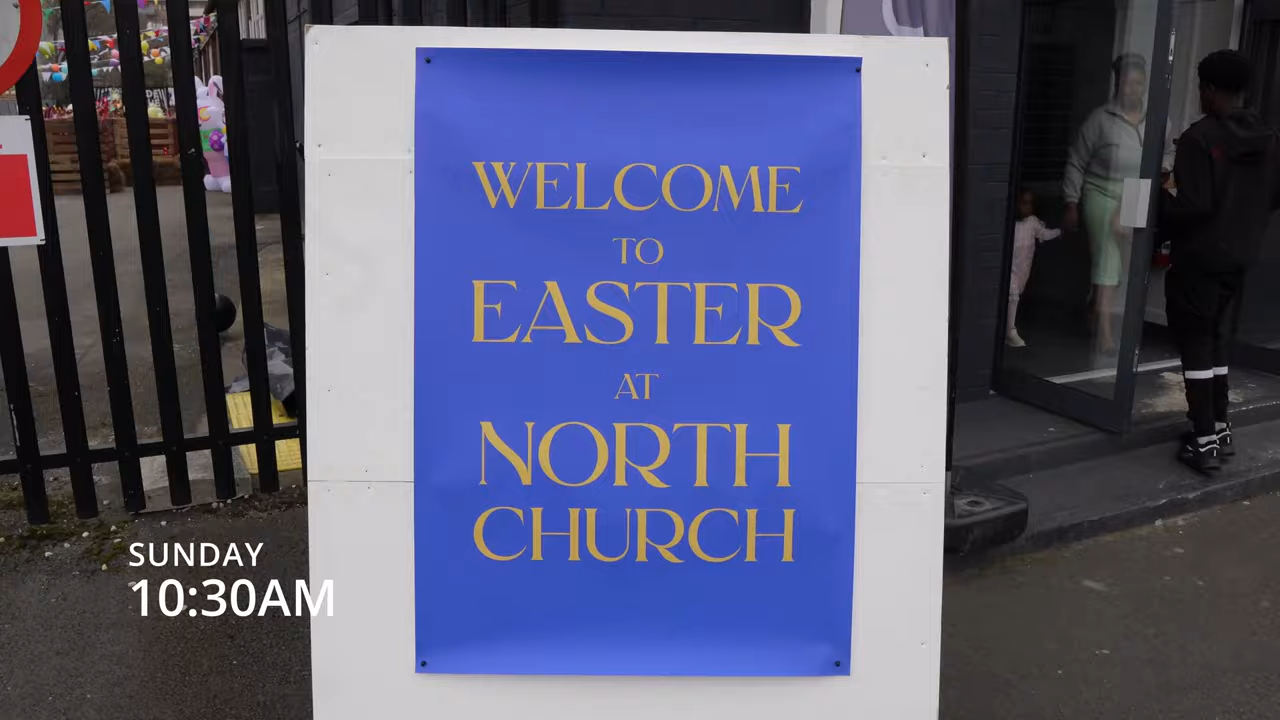 WELCOME
TO
EASTER
AT
NORTH
CHURCH
SUNDAY
10:30AM